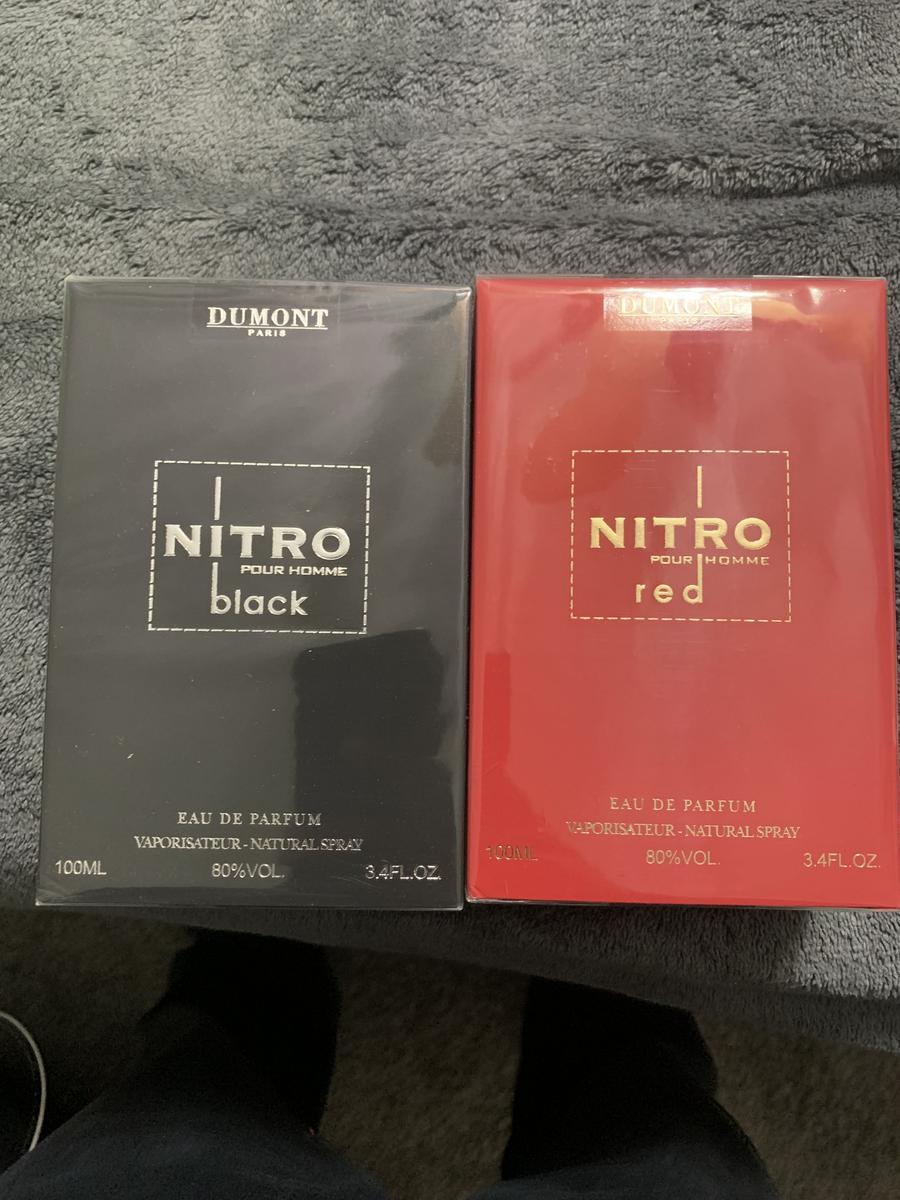 DUMONT
PARIS
NITRO
POUR HOMME
black
EAU DE PARFUM
VAPORISATEUR - NATURAL SPRAY
100ML 80%VOL. 3.4FL.OZ.
DUMONT
PARIS
NITRO
POUR HOMME
red
EAU DE PARFUM
VAPORISATEUR - NATURAL SPRAY
100ML 80%VOL. 3.4FL.OZ.